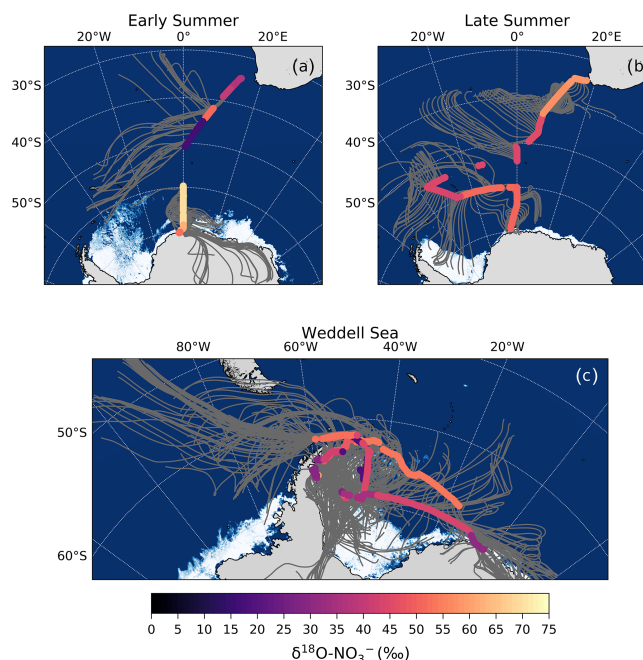 Early Summer
Late Summer
20°W 0° 20°E
20°W 0° 20°E
(a)
(b)
30°S
40°S
50°S
30°S
40°S
50°S
Weddell Sea
80°W 60°W 40°W 20°W
(c)
50°S
60°S
0 5 10 15 20 25 30 35 40 45 50 55 60 65 70 75
δ¹⁸O-NO₃⁻(‰)